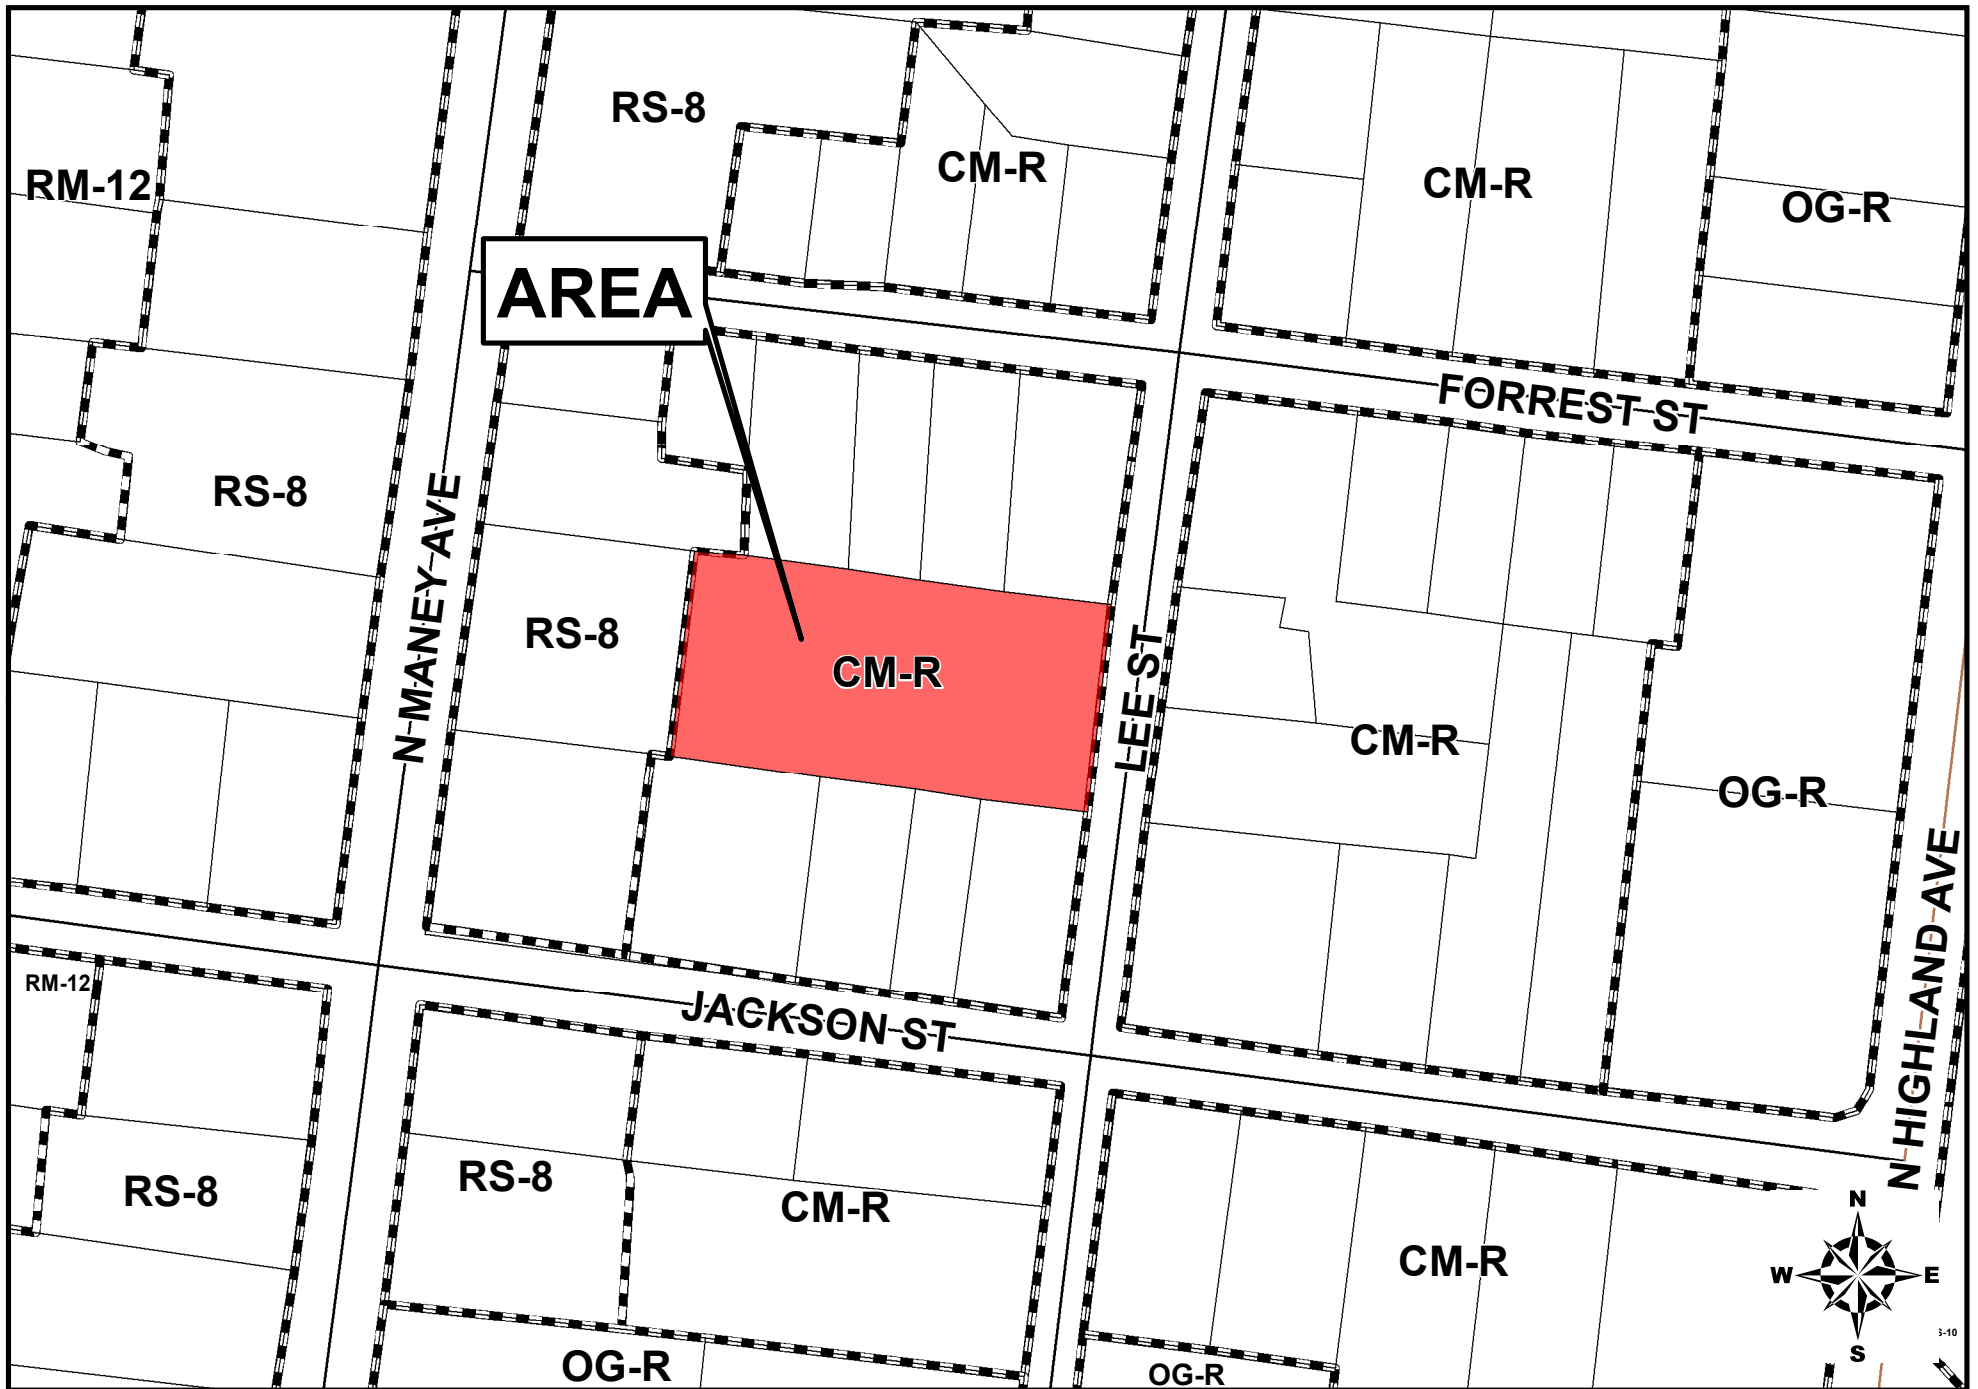 RS-8
CM-R
RM-12
CM-R
OG-R
AREA
FORREST ST
RS-8
N MANEY AVE
RS-8
CM-R
LEE ST
CM-R
OG-R
N HIGHLAND AVE
RM-12
JACKSON ST
RS-8
RS-8
CM-R
CM-R
N
W
E
S
OG-R
OG-R